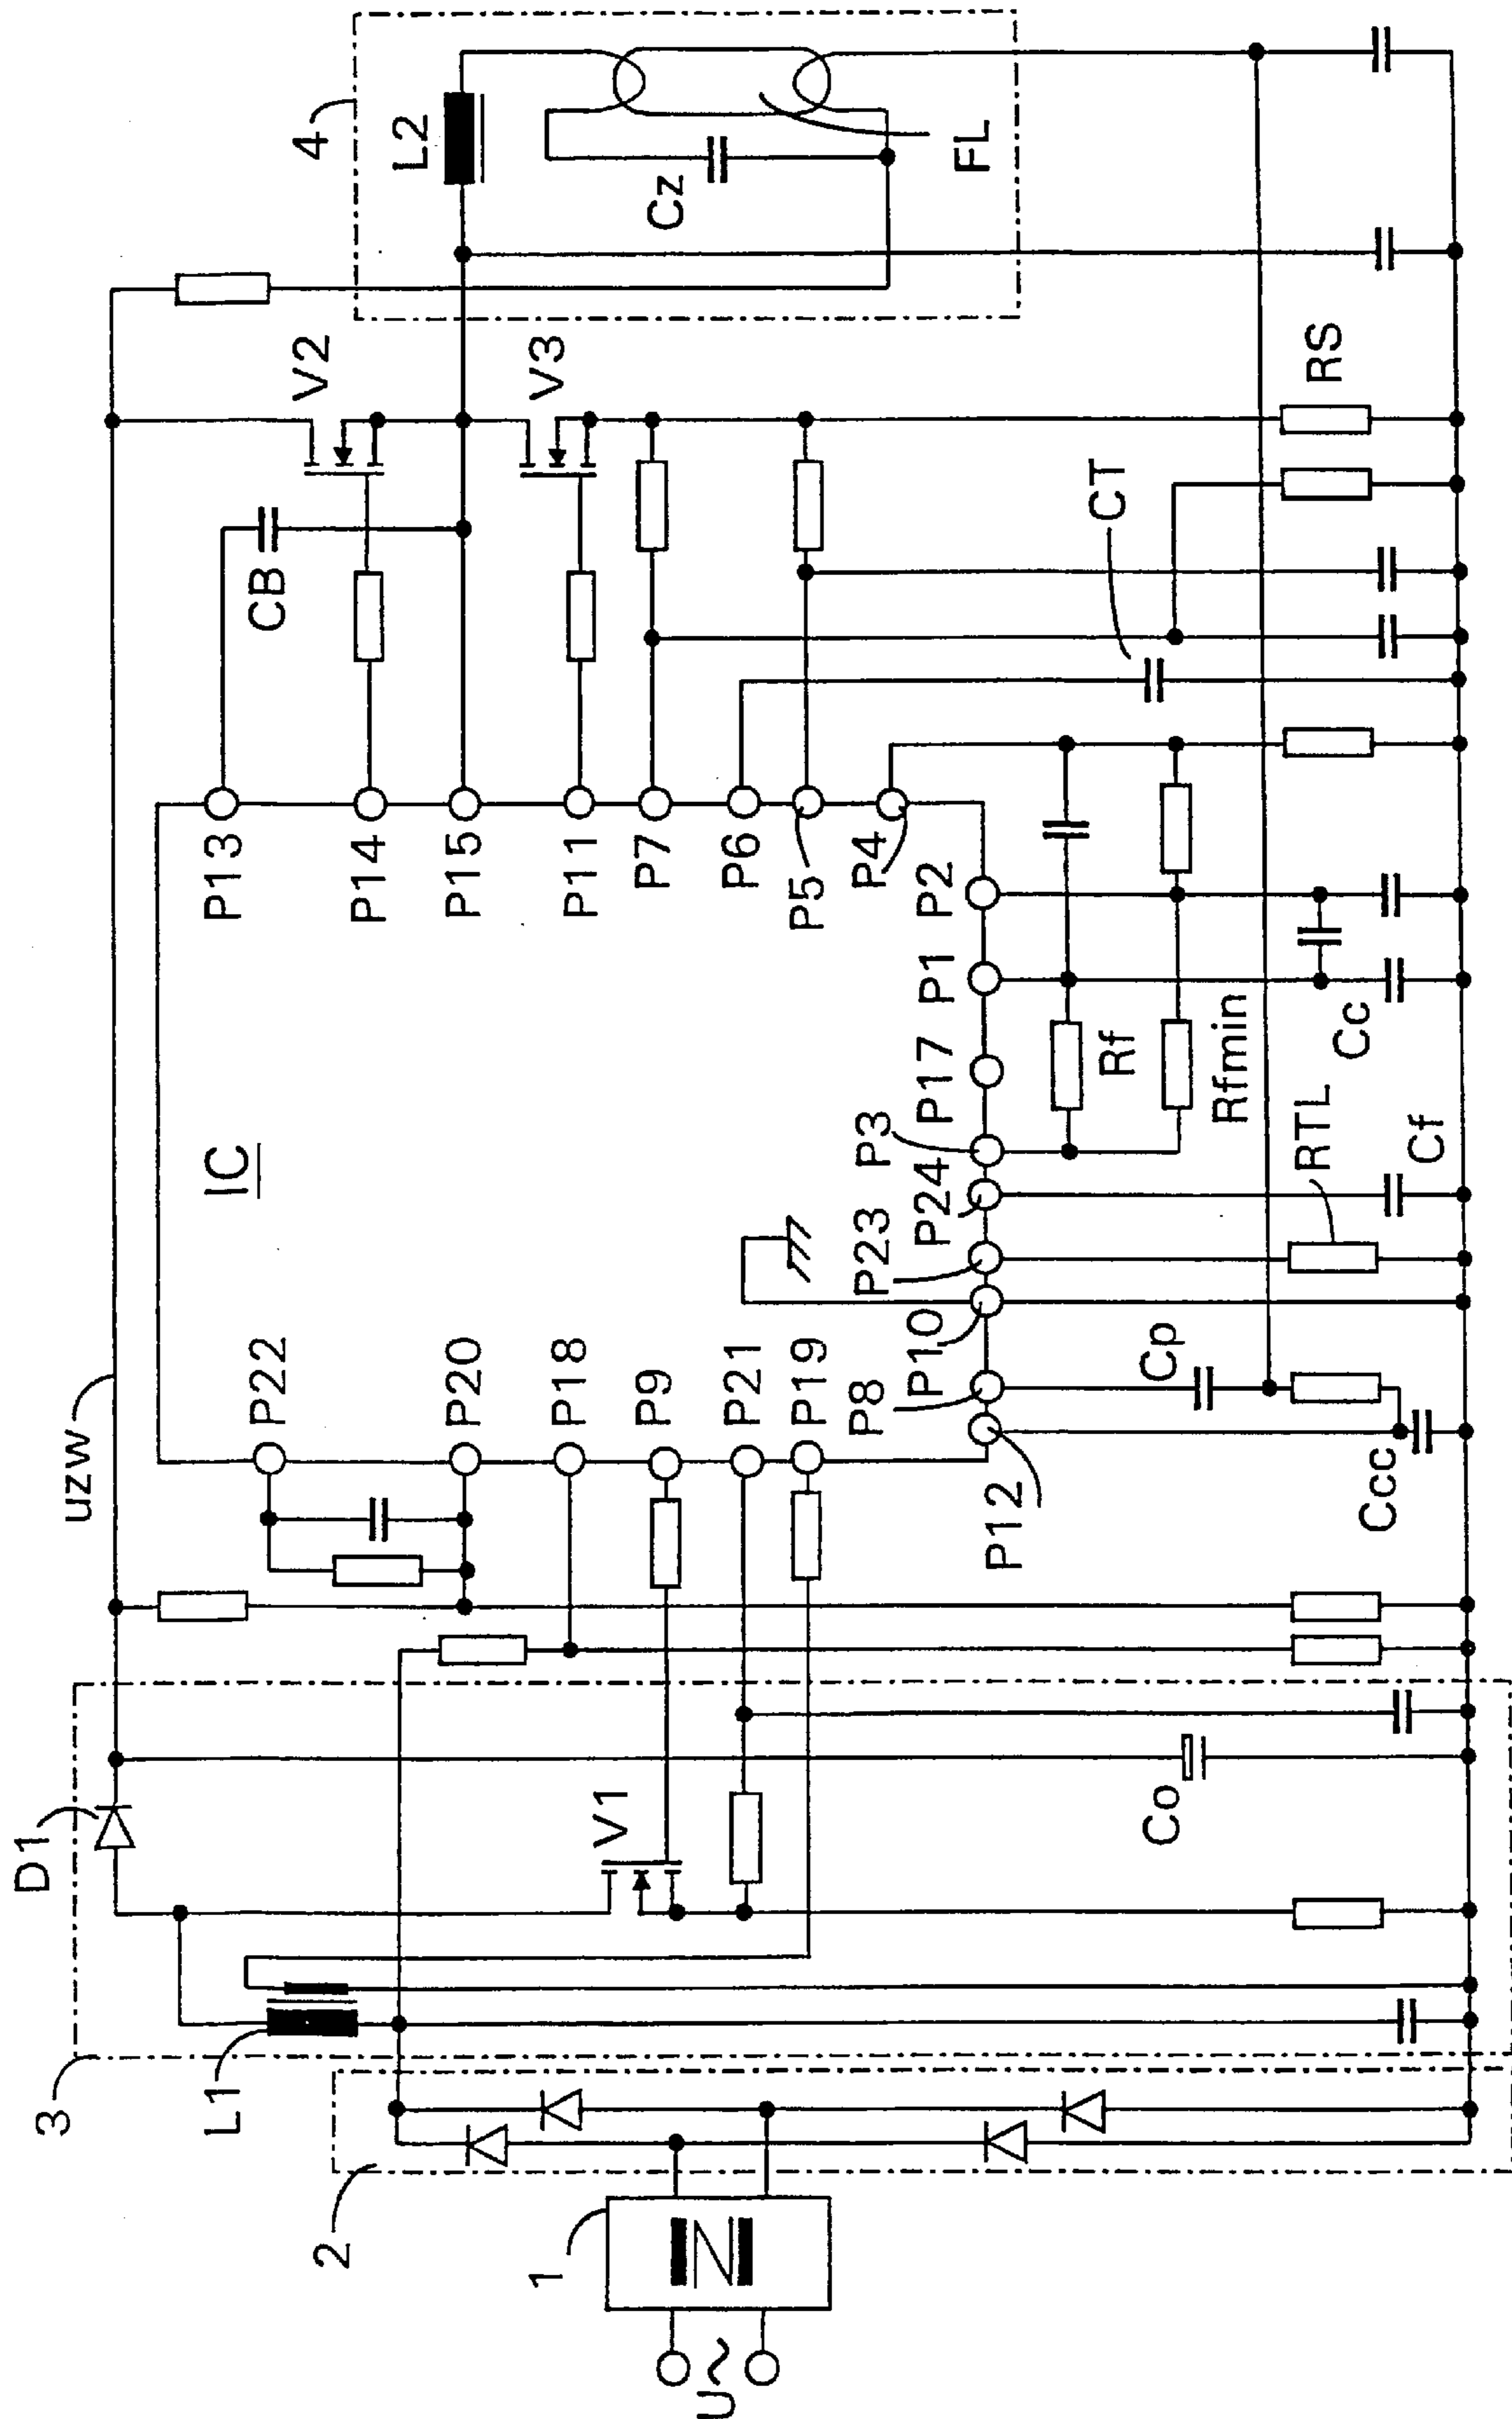 U~
1
2
3
L1
D1
V1
Co
uzw
P22
P20
P18
P9
P21
P19
P12
P8
P10
P23
P24
P3
P17
P1
P2
IC
P13
P14
P15
P11
P7
P6
P5
P4
Ccc
Cp
RTL
Cf
Rfmin
Rf
Cc
CT
RS
CB
V2
V3
4
L2
Cz
FL